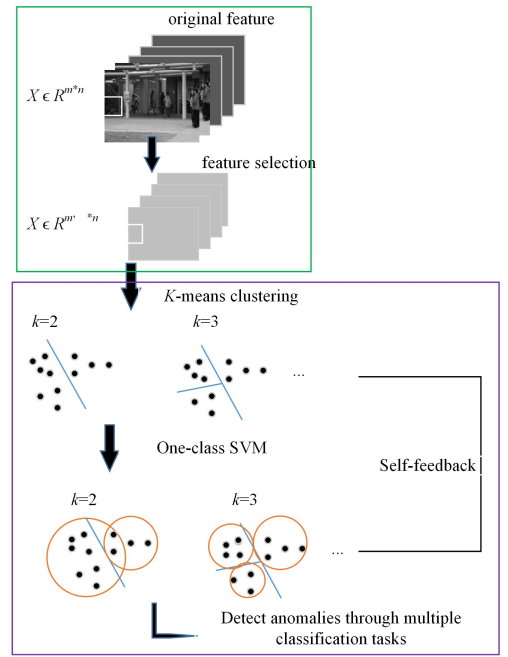 original feature
X ϵ R^{m*n}
feature selection
X ϵ R^{m' *n}
K-means clustering
k=2
k=3
...
One-class SVM
Self-feedback
k=2
k=3
...
Detect anomalies through multiple
classification tasks